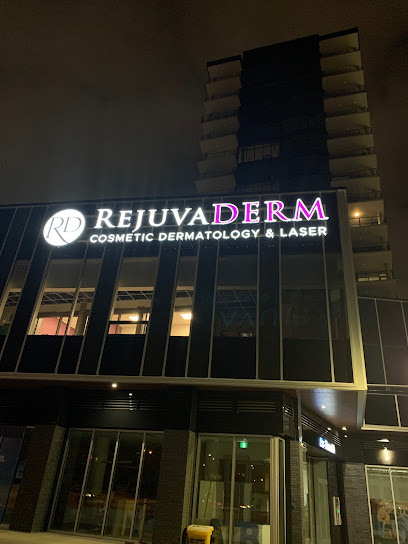 RD
REJUVADERM
COSMETIC DERMATOLOGY & LASER